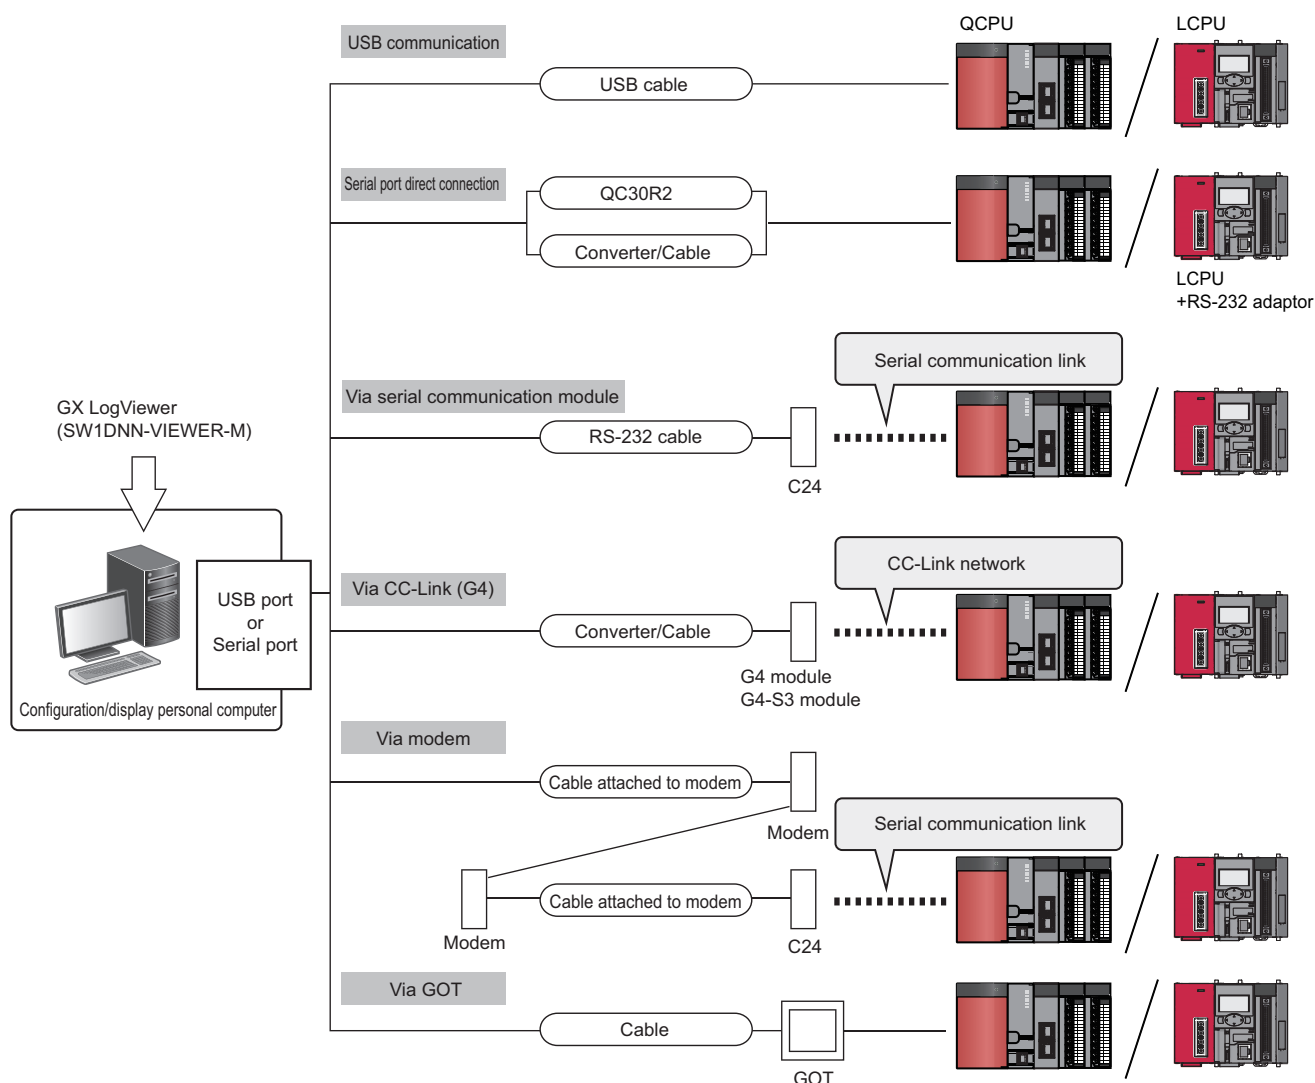 QCPU
LCPU
USB communication
USB cable
Serial port direct connection
QC30R2
Converter/Cable
LCPU
+RS-232 adaptor
Serial communication link
Via serial communication module
GX LogViewer
(SW1DNN-VIEWER-M)
RS-232 cable
C24
CC-Link network
Via CC-Link (G4)
USB port
or
Serial port
Converter/Cable
G4 module
G4-S3 module
Configuration/display personal computer
Via modem
Cable attached to modem
Modem
Serial communication link
Cable attached to modem
Modem
C24
Via GOT
Cable
GOT